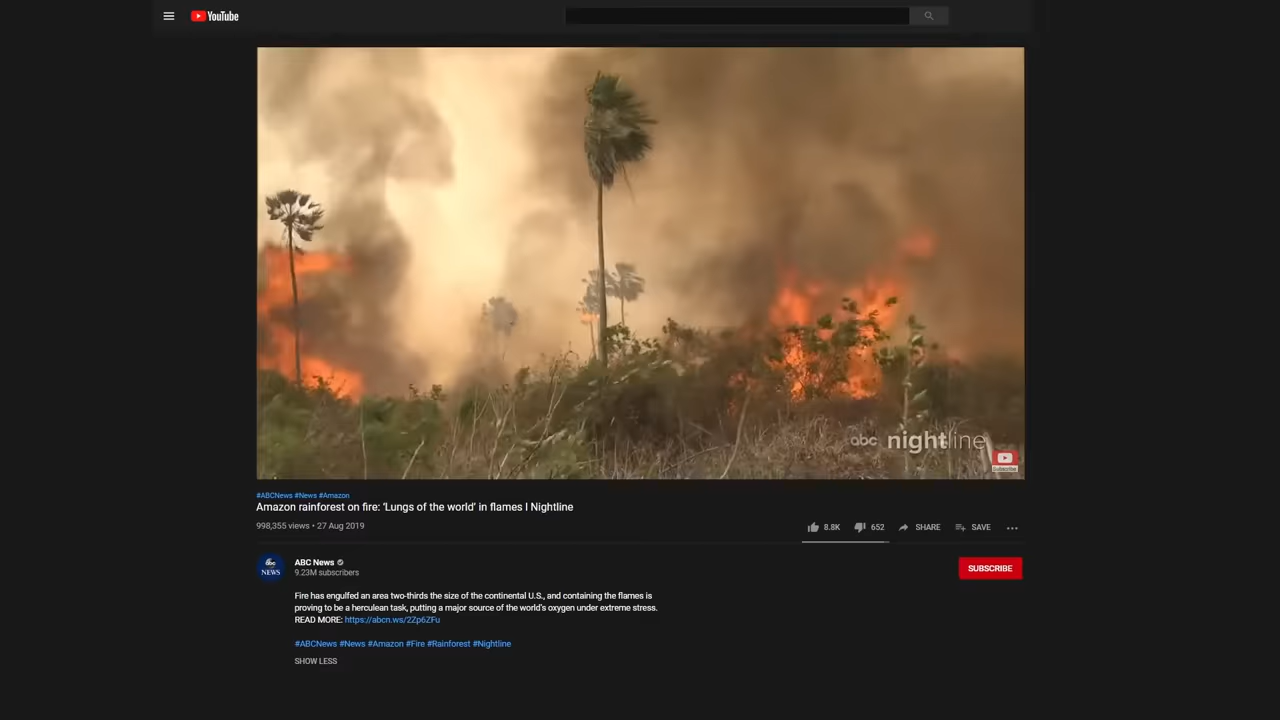 YouTube
abc nightline
Subscribe
#ABCNews #News #Amazon
Amazon rainforest on fire: ‘Lungs of the world’ in flames l Nightline
998,355 views • 27 Aug 2019
8.8K
652
SHARE
SAVE
abc
NEWS
ABC News
9.23M subscribers
SUBSCRIBE
Fire has engulfed an area two-thirds the size of the continental U.S., and containing the flames is
proving to be a herculean task, putting a major source of the world's oxygen under extreme stress.
READ MORE: https://abcn.ws/2Zp6ZFu
#ABCNews #News #Amazon #Fire #Rainforest #Nightline
SHOW LESS